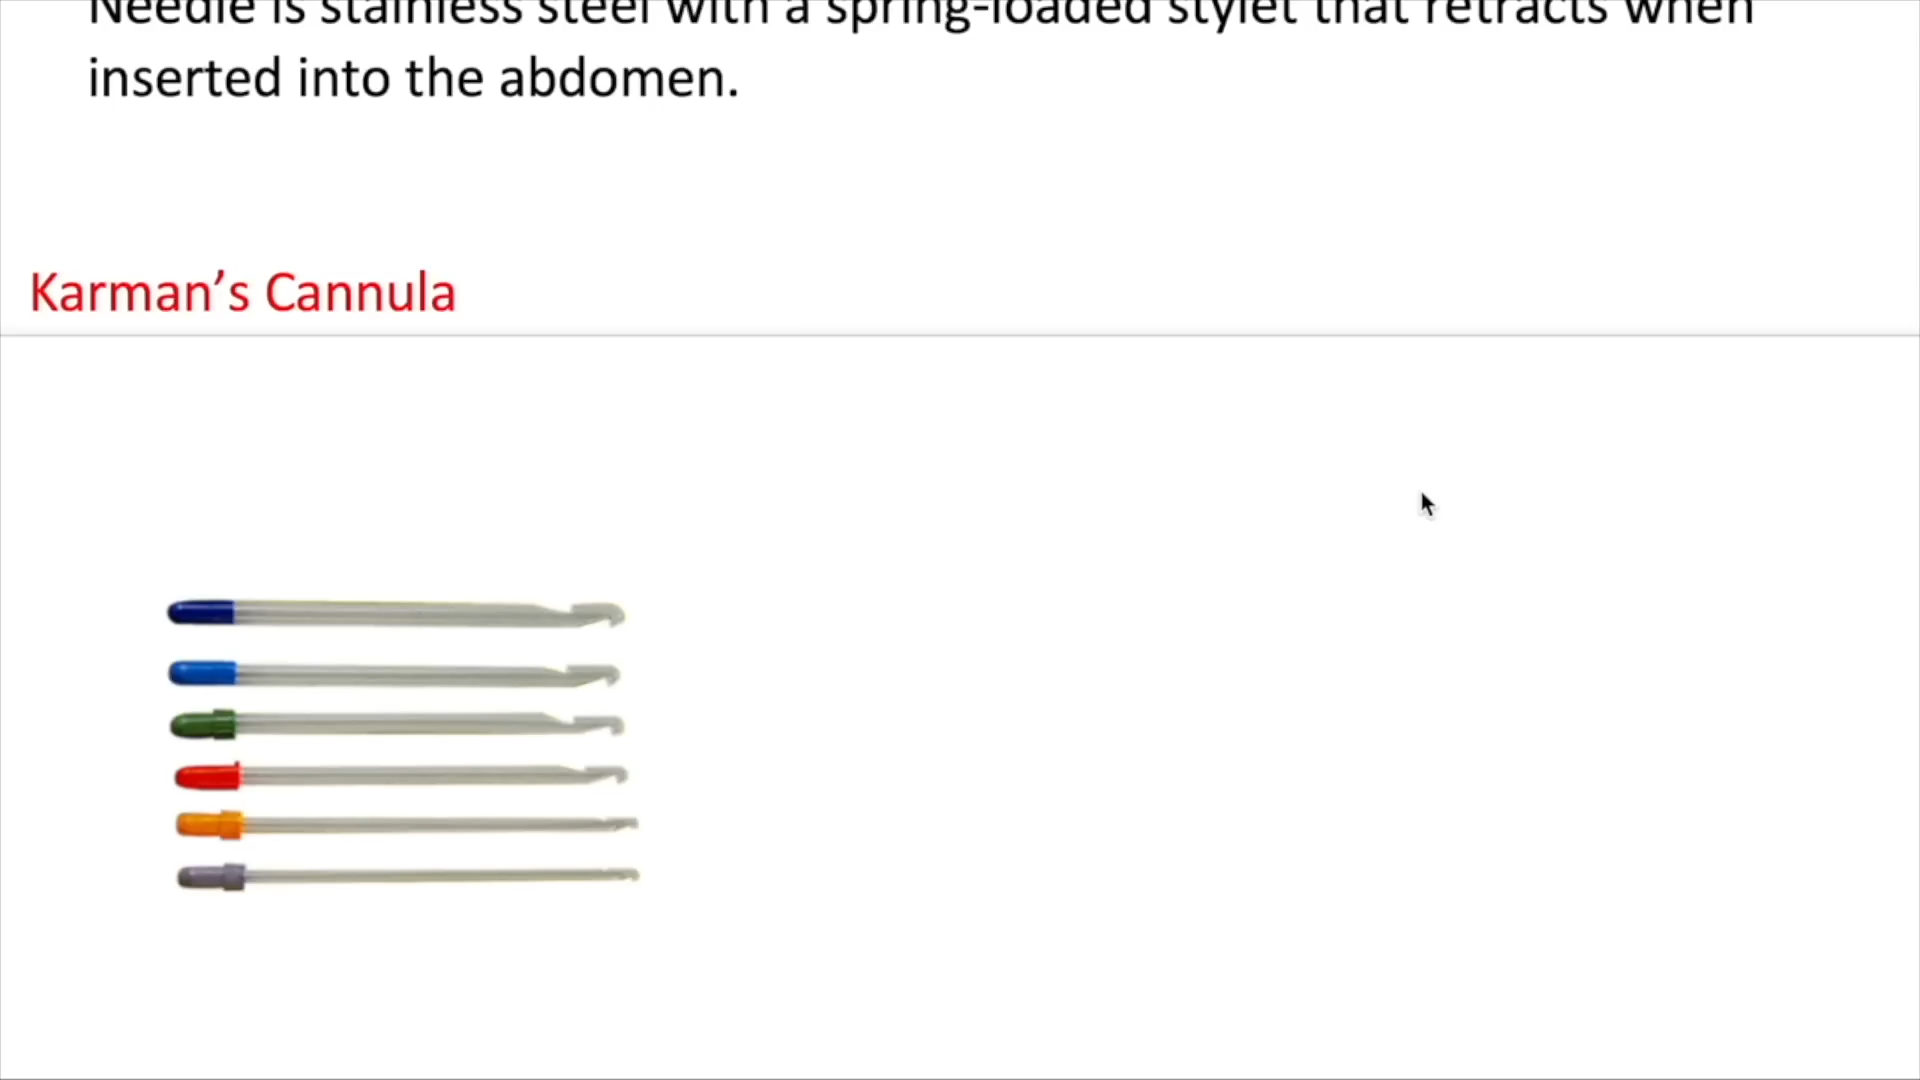 Needle is stainless steel with a spring-loaded stylet that retracts when
inserted into the abdomen.
Karman’s Cannula